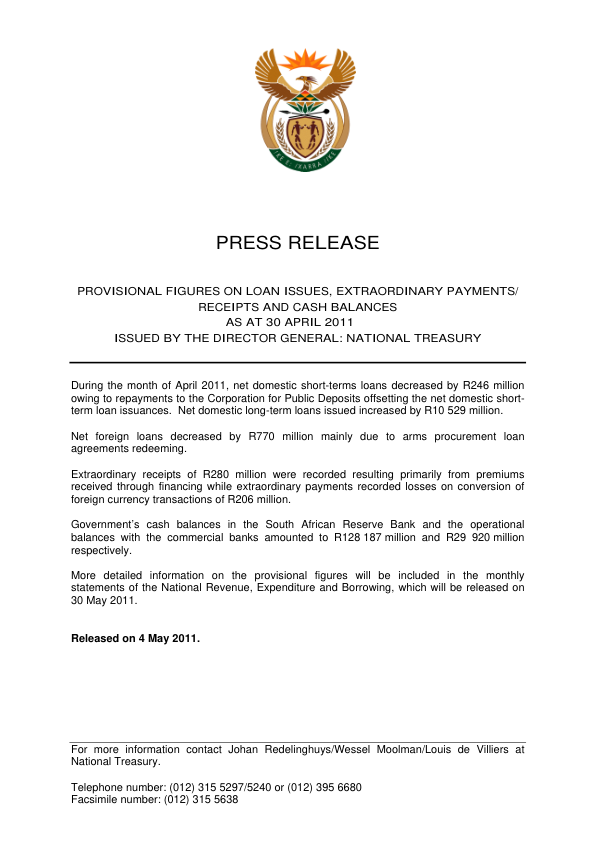 !KE E: /XARRA //KE
PRESS RELEASE
PROVISIONAL FIGURES ON LOAN ISSUES, EXTRAORDINARY PAYMENTS/
RECEIPTS AND CASH BALANCES
AS AT 30 APRIL 2011
ISSUED BY THE DIRECTOR GENERAL: NATIONAL TREASURY
During the month of April 2011, net domestic short-terms loans decreased by R246 million
owing to repayments to the Corporation for Public Deposits offsetting the net domestic short-
term loan issuances. Net domestic long-term loans issued increased by R10 529 million.
Net foreign loans decreased by R770 million mainly due to arms procurement loan
agreements redeeming.
Extraordinary receipts of R280 million were recorded resulting primarily from premiums
received through financing while extraordinary payments recorded losses on conversion of
foreign currency transactions of R206 million.
Government's cash balances in the South African Reserve Bank and the operational
balances with the commercial banks amounted to R128 187 million and R29 920 million
respectively.
More detailed information on the provisional figures will be included in the monthly
statements of the National Revenue, Expenditure and Borrowing, which will be released on
30 May 2011.
Released on 4 May 2011.
For more information contact Johan Redelinghuys/Wessel Moolman/Louis de Villiers at
National Treasury.
Telephone number: (012) 315 5297/5240 or (012) 395 6680
Facsimile number: (012) 315 5638